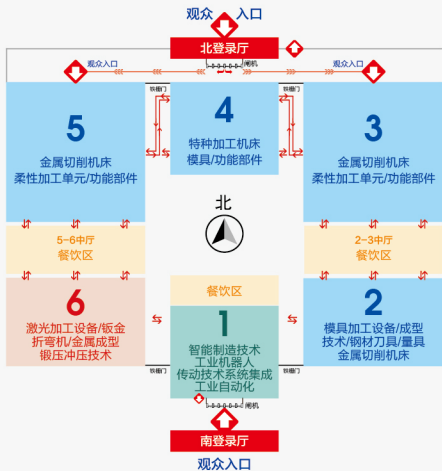 观众 入口
北登录厅
闸机
观众入口
观众入口
铁栅门
铁栅门
5
金属切削机床
柔性加工单元/功能部件
4
特种加工机床
模具/功能部件
3
金属切削机床
柔性加工单元/功能部件
北
5-6中厅
餐饮区
2-3中厅
餐饮区
餐饮区
6
激光加工设备/钣金
折弯机/金属成型
锻压冲压技术
1
智能制造技术
工业机器人
传动技术系统集成
工业自动化
2
模具加工设备/成型
技术/钢材刀具/量具
金属切削机床
铁栅门
铁栅门
闸机
南登录厅
观众入口